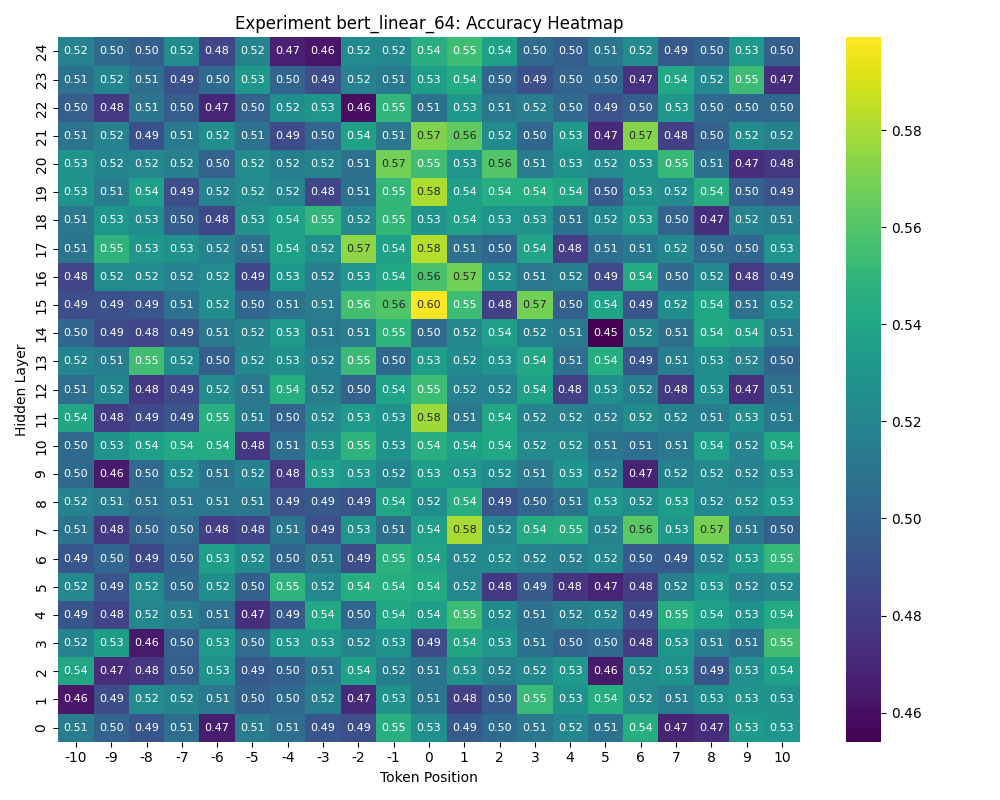 Experiment bert_linear_64: Accuracy Heatmap
24 0.52 0.50 0.50 0.52 0.48 0.52 0.47 0.46 0.52 0.52 0.54 0.55 0.54 0.50 0.50 0.51 0.52 0.49 0.50 0.53 0.50
23 0.51 0.52 0.51 0.49 0.50 0.53 0.50 0.49 0.52 0.51 0.53 0.54 0.50 0.49 0.50 0.50 0.47 0.54 0.52 0.55 0.47
22 0.50 0.48 0.51 0.50 0.47 0.50 0.52 0.53 0.46 0.55 0.51 0.53 0.51 0.52 0.50 0.49 0.50 0.53 0.50 0.50 0.50
21 0.51 0.52 0.49 0.51 0.52 0.51 0.49 0.50 0.54 0.51 0.57 0.56 0.52 0.50 0.53 0.47 0.57 0.48 0.50 0.52 0.52
20 0.53 0.52 0.52 0.52 0.50 0.52 0.52 0.52 0.51 0.57 0.55 0.53 0.56 0.51 0.53 0.52 0.53 0.55 0.51 0.47 0.48
19 0.53 0.51 0.54 0.49 0.52 0.52 0.52 0.48 0.51 0.55 0.58 0.54 0.54 0.54 0.54 0.50 0.53 0.52 0.54 0.50 0.49
18 0.51 0.53 0.53 0.50 0.48 0.53 0.54 0.55 0.52 0.55 0.53 0.54 0.53 0.53 0.51 0.52 0.53 0.50 0.47 0.52 0.51
17 0.51 0.55 0.53 0.53 0.52 0.51 0.54 0.52 0.57 0.54 0.58 0.51 0.50 0.54 0.48 0.51 0.51 0.52 0.50 0.50 0.53
16 0.48 0.52 0.52 0.52 0.52 0.49 0.53 0.52 0.53 0.54 0.56 0.57 0.52 0.51 0.52 0.49 0.54 0.50 0.52 0.48 0.49
15 0.49 0.49 0.49 0.51 0.52 0.50 0.51 0.51 0.56 0.56 0.60 0.55 0.48 0.57 0.50 0.54 0.49 0.52 0.54 0.51 0.52
14 0.50 0.49 0.48 0.49 0.51 0.52 0.53 0.51 0.51 0.55 0.50 0.52 0.54 0.52 0.51 0.45 0.52 0.51 0.54 0.54 0.51
13 0.52 0.51 0.55 0.52 0.50 0.52 0.53 0.52 0.55 0.50 0.53 0.52 0.53 0.54 0.51 0.54 0.49 0.51 0.53 0.52 0.50
12 0.51 0.52 0.48 0.49 0.52 0.51 0.54 0.52 0.50 0.54 0.55 0.52 0.52 0.54 0.48 0.53 0.52 0.48 0.53 0.47 0.51
11 0.54 0.48 0.49 0.49 0.55 0.51 0.50 0.52 0.53 0.53 0.58 0.51 0.54 0.52 0.52 0.52 0.52 0.52 0.51 0.53 0.51
10 0.50 0.53 0.54 0.54 0.54 0.48 0.51 0.53 0.55 0.53 0.54 0.54 0.54 0.52 0.52 0.51 0.51 0.51 0.54 0.52 0.54
9 0.50 0.46 0.50 0.52 0.51 0.52 0.48 0.53 0.53 0.52 0.53 0.53 0.52 0.51 0.53 0.52 0.47 0.52 0.52 0.52 0.53
8 0.52 0.51 0.51 0.51 0.51 0.51 0.49 0.49 0.49 0.54 0.52 0.54 0.49 0.50 0.51 0.53 0.52 0.53 0.52 0.52 0.53
7 0.51 0.48 0.50 0.50 0.48 0.48 0.51 0.49 0.53 0.51 0.54 0.58 0.52 0.54 0.55 0.52 0.56 0.53 0.57 0.51 0.50
6 0.49 0.50 0.49 0.50 0.53 0.52 0.50 0.51 0.49 0.55 0.54 0.52 0.52 0.52 0.52 0.52 0.50 0.49 0.52 0.53 0.55
5 0.52 0.49 0.52 0.50 0.52 0.50 0.55 0.52 0.54 0.54 0.54 0.52 0.48 0.49 0.48 0.47 0.48 0.52 0.53 0.52 0.52
4 0.49 0.48 0.52 0.51 0.51 0.47 0.49 0.54 0.50 0.54 0.54 0.55 0.52 0.51 0.52 0.52 0.49 0.55 0.54 0.53 0.54
3 0.52 0.53 0.46 0.50 0.53 0.50 0.53 0.53 0.52 0.53 0.49 0.54 0.53 0.51 0.50 0.50 0.48 0.53 0.51 0.51 0.55
2 0.54 0.47 0.48 0.50 0.53 0.49 0.50 0.51 0.54 0.52 0.51 0.53 0.52 0.52 0.53 0.46 0.52 0.53 0.49 0.53 0.54
1 0.46 0.49 0.52 0.52 0.51 0.50 0.50 0.52 0.47 0.53 0.51 0.48 0.50 0.55 0.53 0.54 0.52 0.51 0.53 0.53 0.53
0 0.51 0.50 0.49 0.51 0.47 0.51 0.51 0.49 0.49 0.55 0.53 0.49 0.50 0.52 0.52 0.51 0.54 0.47 0.47 0.53 0.53
-10 -9 -8 -7 -6 -5 -4 -3 -2 -1 0 1 2 3 4 5 6 7 8 9 10
Token Position
Hidden Layer
0.58
0.56
0.54
0.52
0.50
0.48
0.46